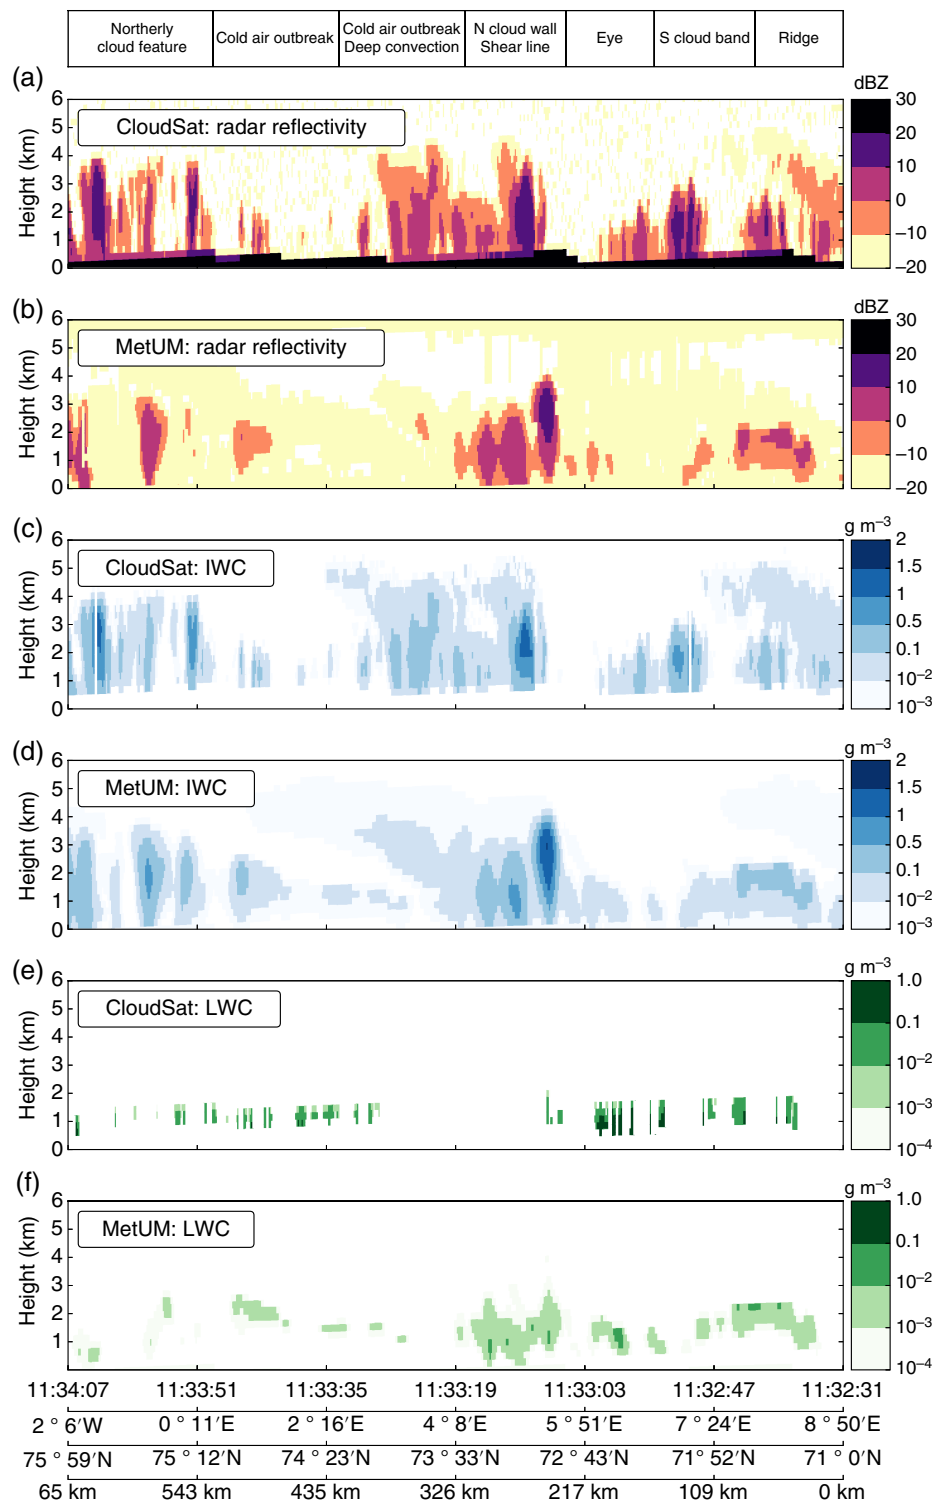 Northerly
cloud feature
Cold air outbreak
Cold air outbreak
Deep convection
N cloud wall
Shear line
Eye
S cloud band
Ridge
(a)
dBZ
CloudSat: radar reflectivity
Height (km)
6
5
4
3
2
1
0
30
20
10
0
−10
−20
(b)
dBZ
MetUM: radar reflectivity
Height (km)
6
5
4
3
2
1
0
30
20
10
0
−10
−20
(c)
g m−3
CloudSat: IWC
Height (km)
6
5
4
3
2
1
0
2
1.5
1
0.5
0.1
10−2
10−3
(d)
g m−3
MetUM: IWC
Height (km)
6
5
4
3
2
1
0
2
1.5
1
0.5
0.1
10−2
10−3
(e)
g m−3
CloudSat: LWC
Height (km)
6
5
4
3
2
1
0
1.0
0.1
10−2
10−3
10−4
(f)
g m−3
MetUM: LWC
Height (km)
6
5
4
3
2
1
1.0
0.1
10−2
10−3
10−4
11:34:07 11:33:51 11:33:35 11:33:19 11:33:03 11:32:47 11:32:31
2 ° 6′W 0 ° 11′E 2 ° 16′E 4 ° 8′E 5 ° 51′E 7 ° 24′E 8 ° 50′E
75 ° 59′N 75 ° 12′N 74 ° 23′N 73 ° 33′N 72 ° 43′N 71° 52′N 71 ° 0′N
65 km 543 km 435 km 326 km 217 km 109 km 0 km